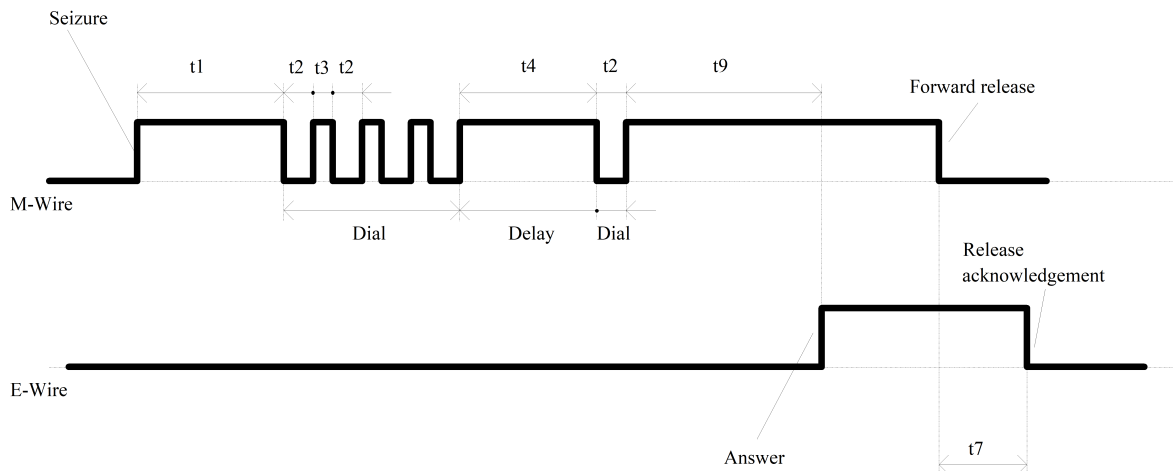 Seizure
t1
t2
t3
t2
t4
t2
t9
Forward release
M-Wire
Dial
Delay
Dial
Release
acknowledgement
E-Wire
Answer
t7